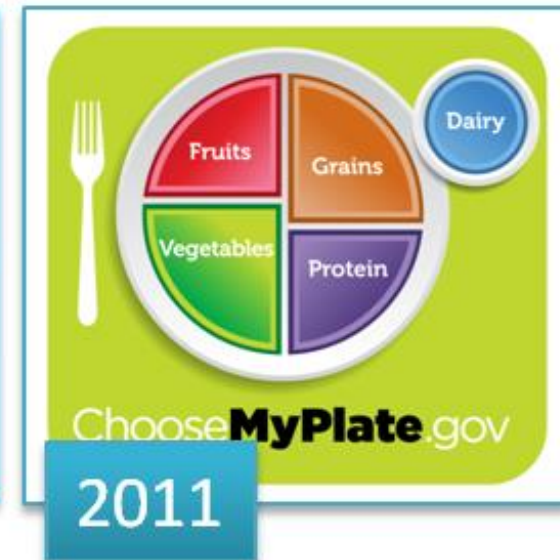 Fruits
Grains
Dairy
Vegetables
Protein
ChooseMyPlate.gov
2011